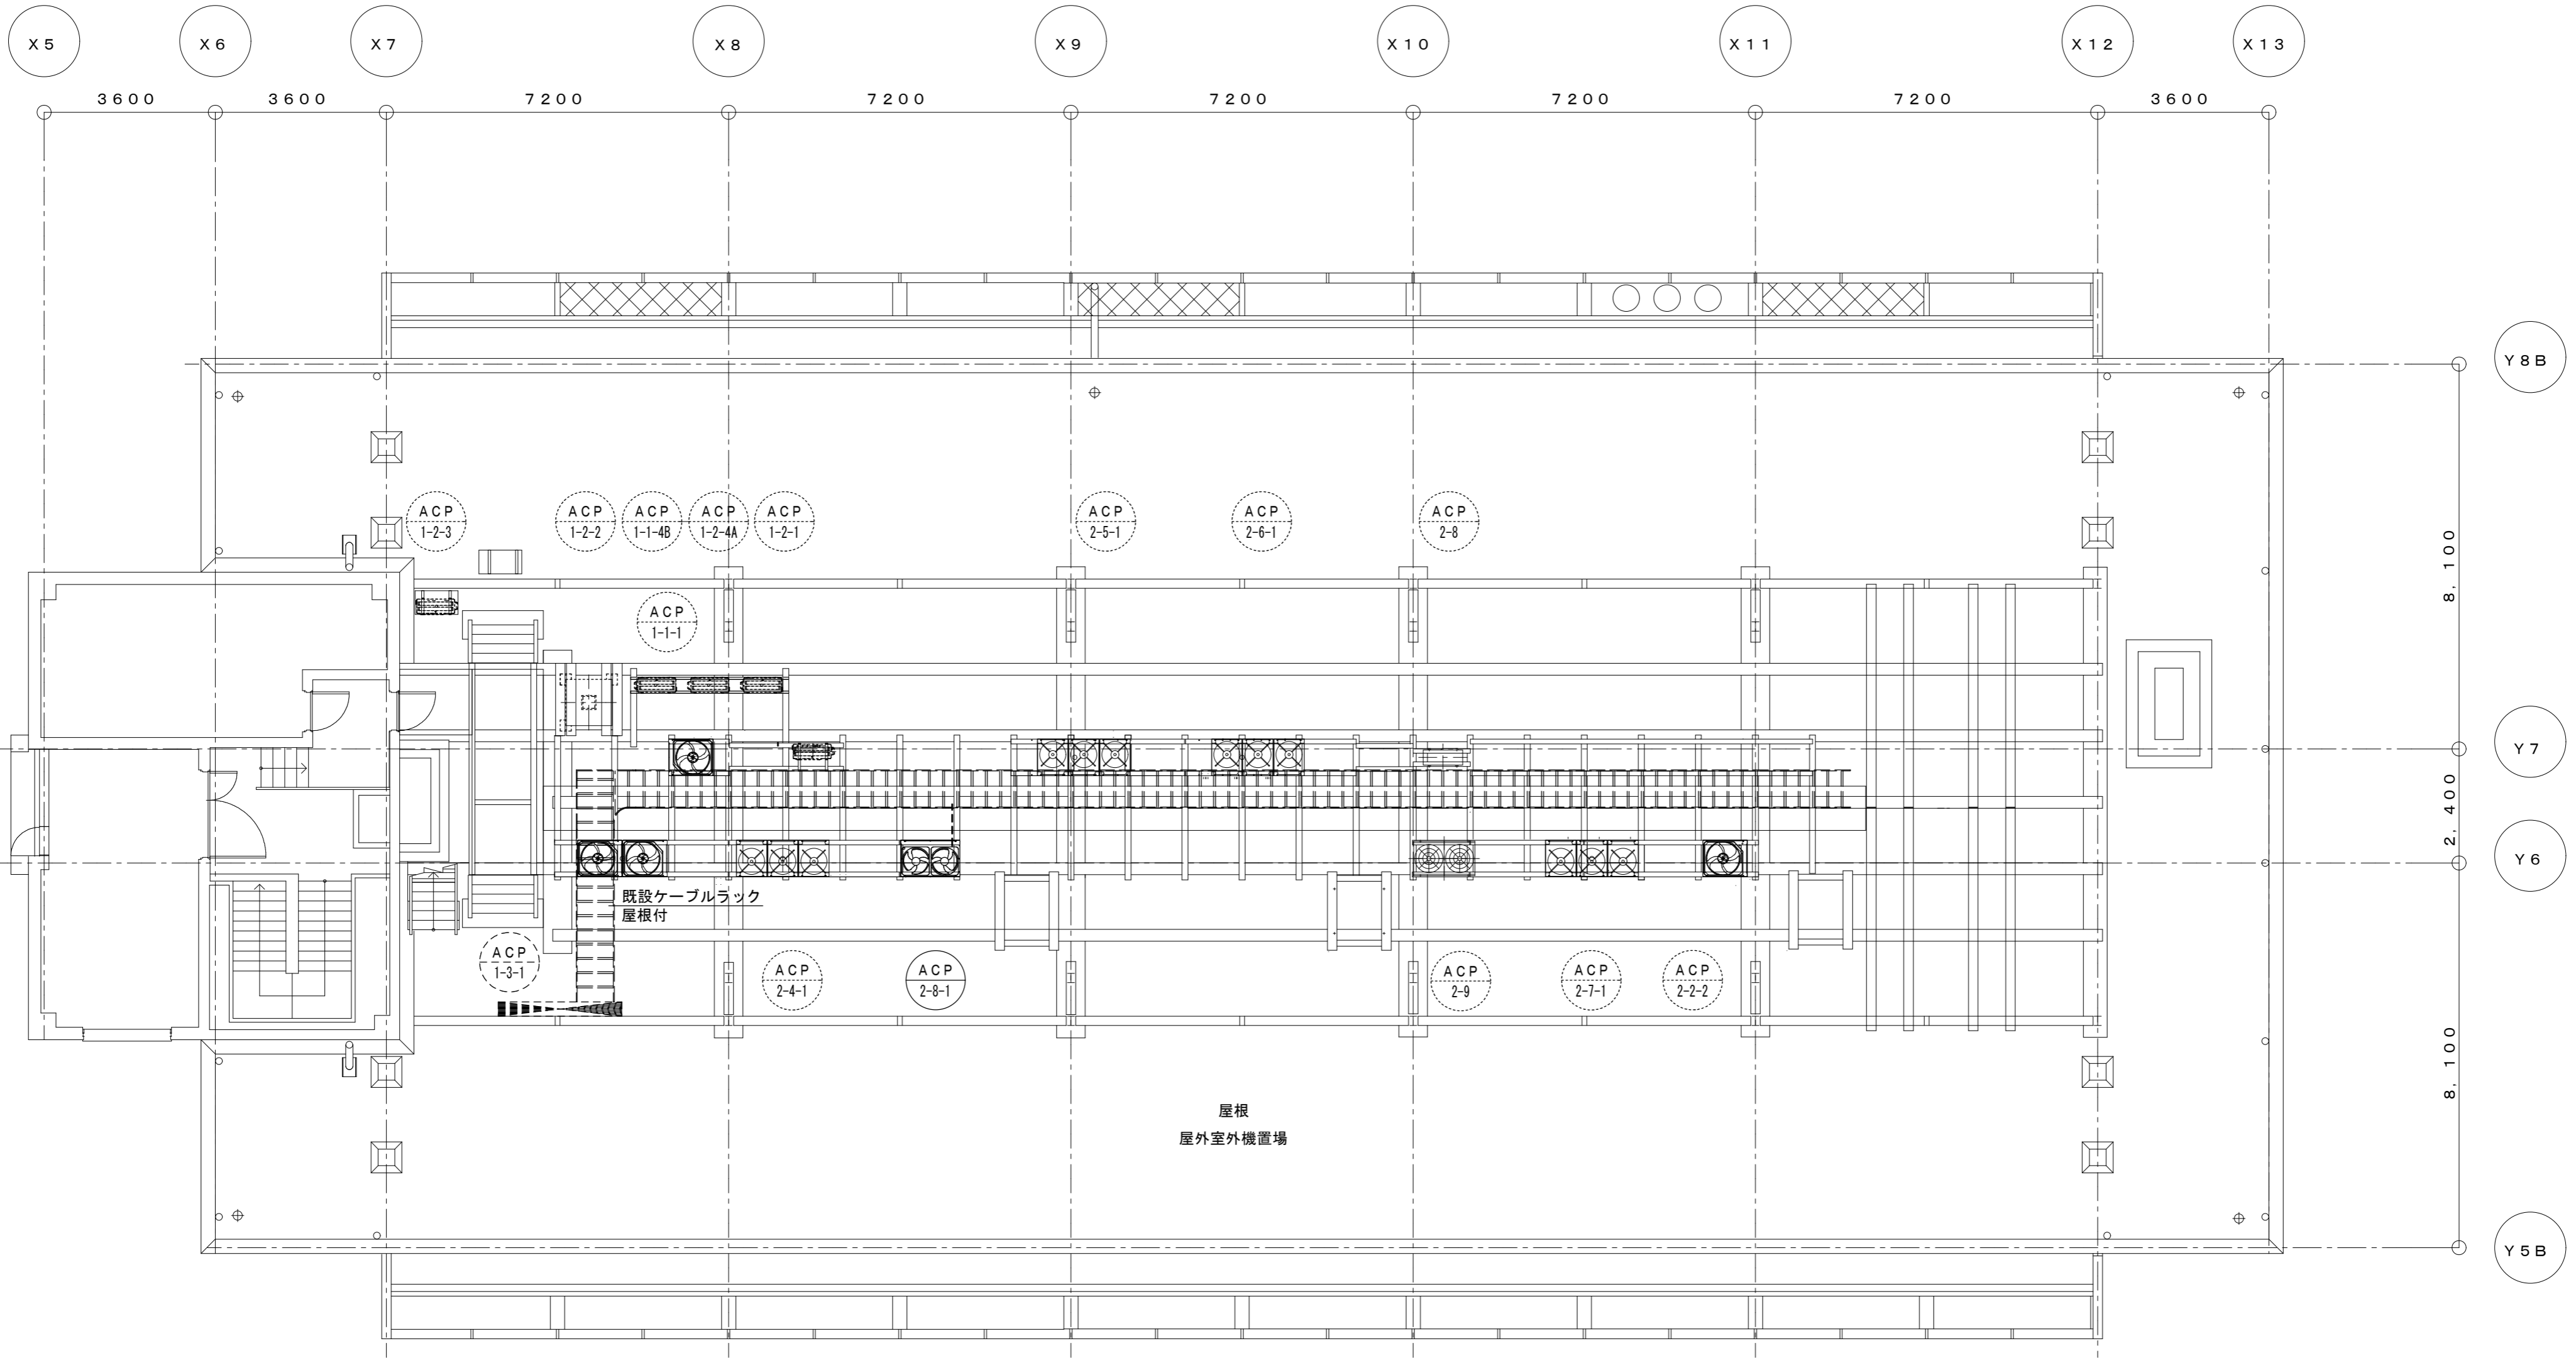 X5 X6 X7 X8 X9 X10 X11 X12 X13
3600 3600 7200 7200 7200 7200 7200 3600
Y8B
ACP ACP ACP ACP ACP ACP ACP ACP
1-2-3 1-2-2 1-1-4B 1-2-4A 1-2-1 2-5-1 2-6-1 2-8
8,100
ACP
1-1-1
Y7
2,400
Y6
既設ケーブルラック
屋根付
ACP
1-3-1
ACP ACP ACP ACP ACP
2-4-1 2-8-1 2-9 2-7-1 2-2-2
8,100
屋根
屋外室外機置場
Y5B